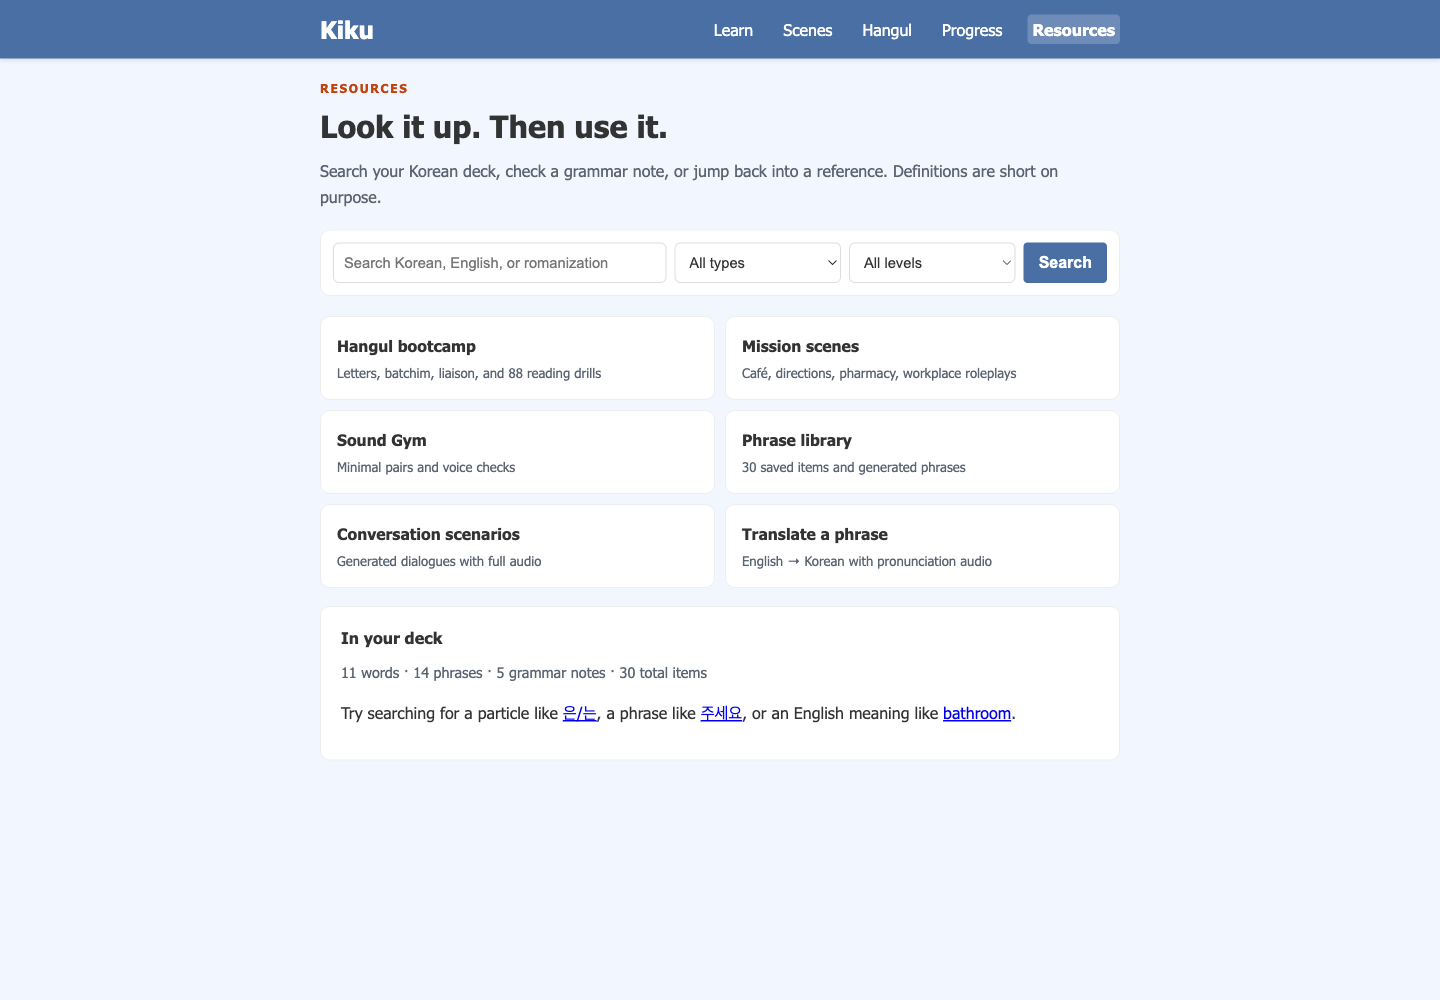 Kiku
Learn Scenes Hangul Progress Resources
RESOURCES
Look it up. Then use it.
Search your Korean deck, check a grammar note, or jump back into a reference. Definitions are short on
purpose.
Search Korean, English, or romanization All types All levels Search
Hangul bootcamp
Letters, batchim, liaison, and 88 reading drills
Mission scenes
Café, directions, pharmacy, workplace roleplays
Sound Gym
Minimal pairs and voice checks
Phrase library
30 saved items and generated phrases
Conversation scenarios
Generated dialogues with full audio
Translate a phrase
English → Korean with pronunciation audio
In your deck
11 words · 14 phrases · 5 grammar notes · 30 total items
Try searching for a particle like 은/는, a phrase like 주세요, or an English meaning like bathroom.